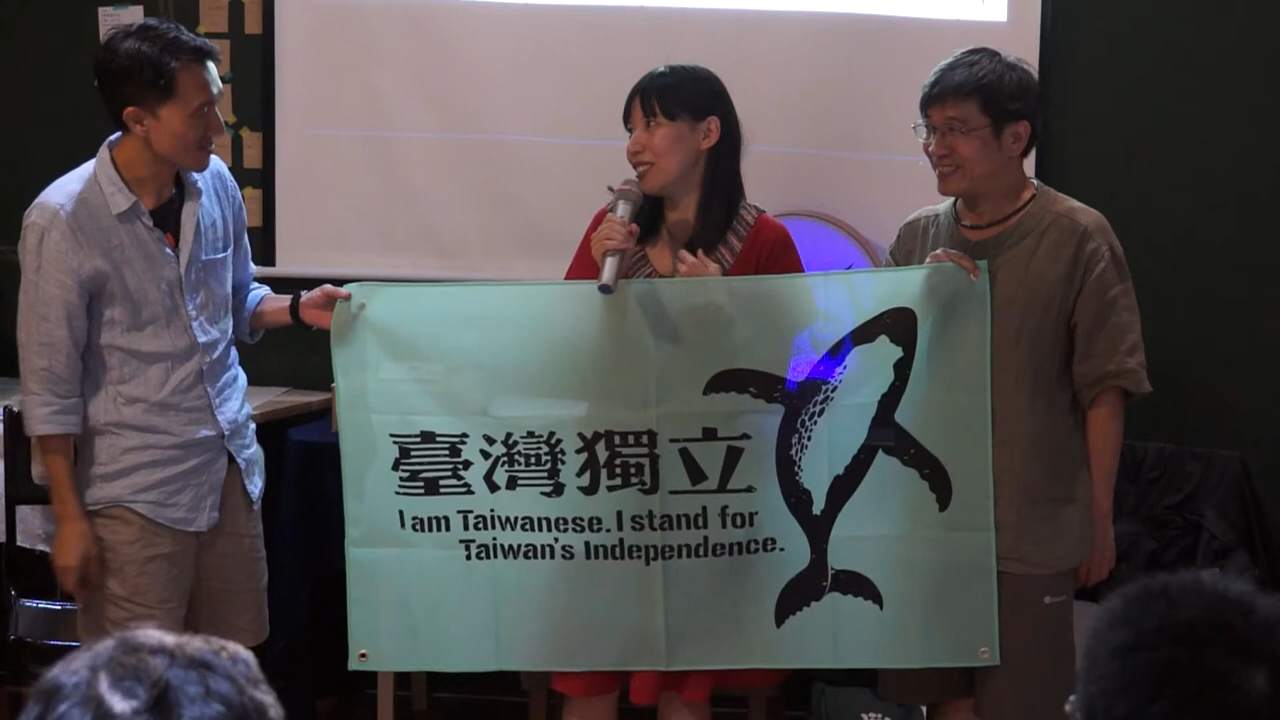 臺灣獨立
I am Taiwanese. I stand for
Taiwan's Independence.